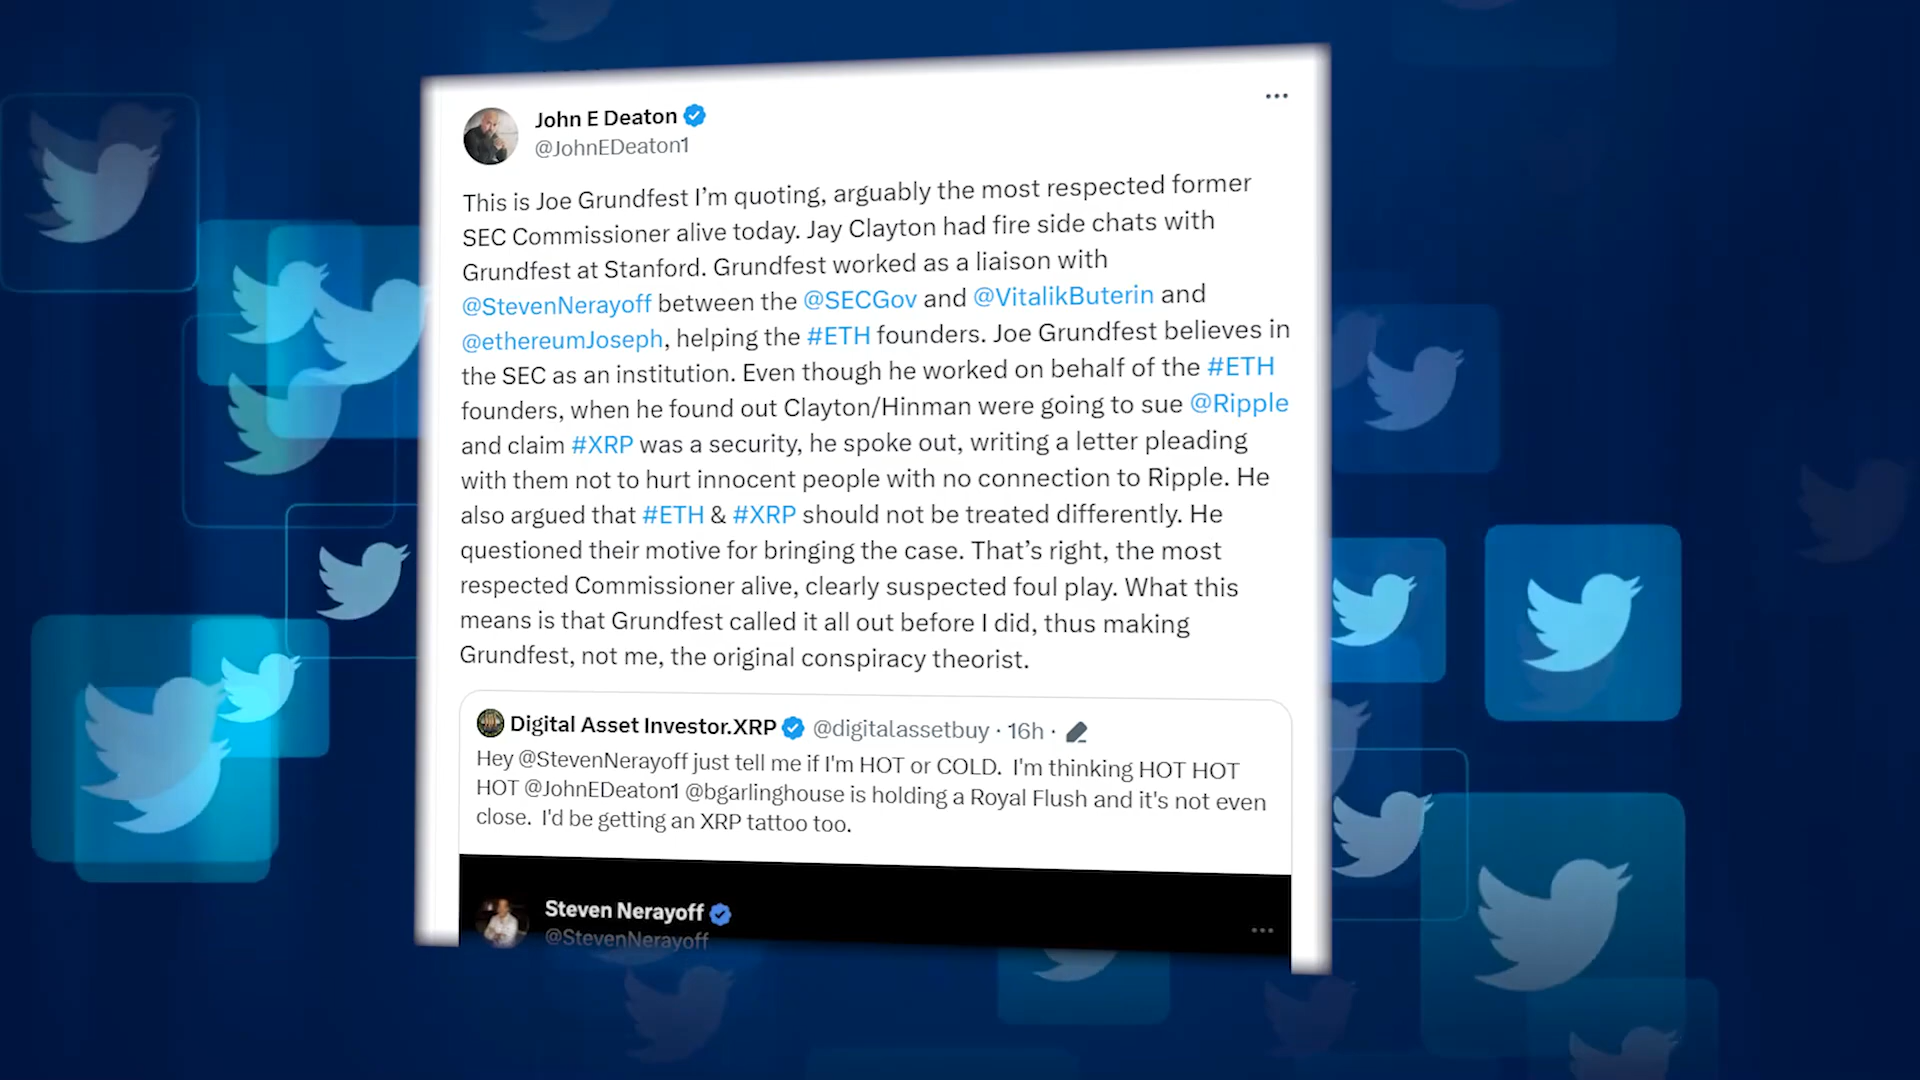 John E Deaton
@JohnEDeaton1
This is Joe Grundfest I’m quoting, arguably the most respected former
SEC Commissioner alive today. Jay Clayton had fire side chats with
Grundfest at Stanford. Grundfest worked as a liaison with
@StevenNerayoff between the @SECGov and @VitalikButerin and
@ethereumJoseph, helping the #ETH founders. Joe Grundfest believes in
the SEC as an institution. Even though he worked on behalf of the #ETH
founders, when he found out Clayton/Hinman were going to sue @Ripple
and claim #XRP was a security, he spoke out, writing a letter pleading
with them not to hurt innocent people with no connection to Ripple. He
also argued that #ETH & #XRP should not be treated differently. He
questioned their motive for bringing the case. That’s right, the most
respected Commissioner alive, clearly suspected foul play. What this
means is that Grundfest called it all out before I did, thus making
Grundfest, not me, the original conspiracy theorist.
Digital Asset Investor.XRP @digitalassetbuy · 16h ·
Hey @StevenNerayoff just tell me if I'm HOT or COLD. I'm thinking HOT HOT
HOT @JohnEDeaton1 @bgarlinghouse is holding a Royal Flush and it's not even
close. I'd be getting an XRP tattoo too.
Steven Nerayoff
@StevenNerayoff